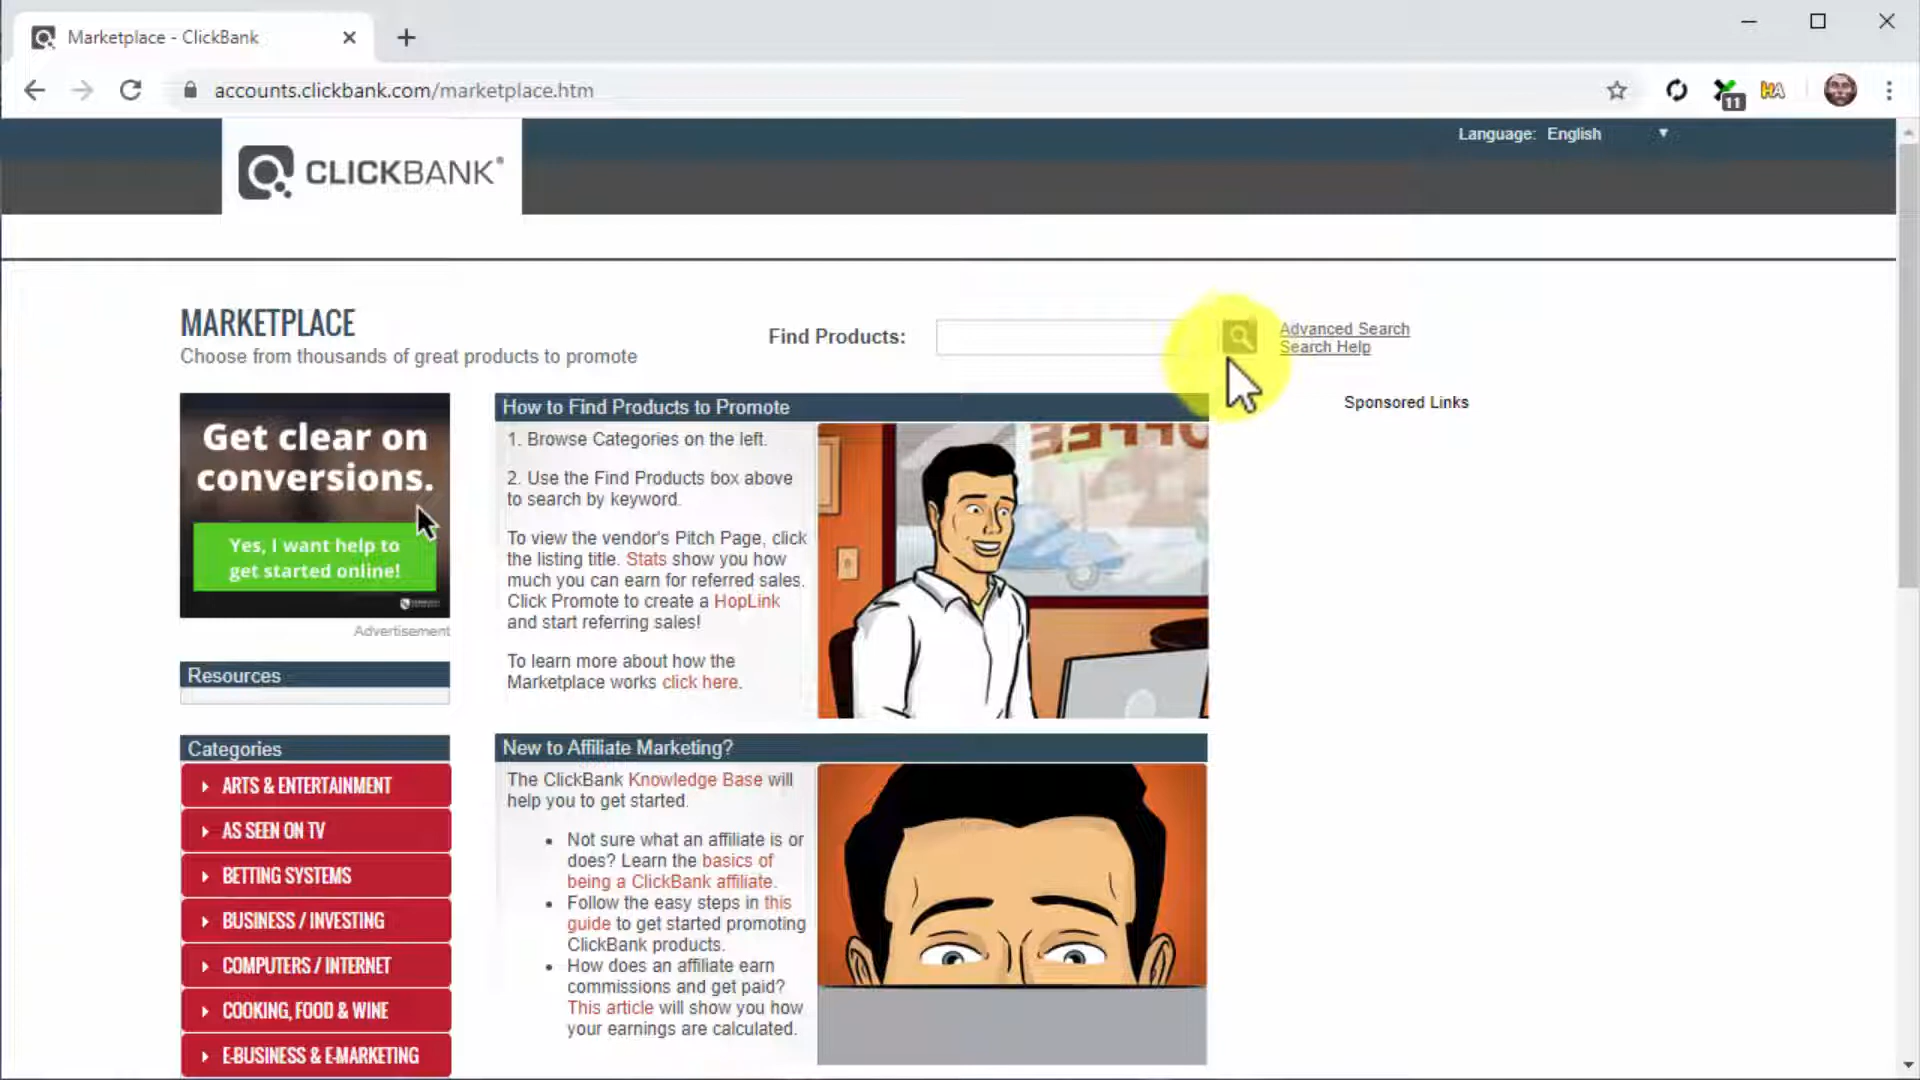 Marketplace - ClickBank
accounts.clickbank.com/marketplace.htm
11
HA
Language: English
CLICKBANK®
MARKETPLACE
Choose from thousands of great products to promote
Find Products:
Advanced Search
Search Help
Sponsored Links
Get clear on
conversions.
Yes, I want help to
get started online!
Advertisement
Resources
Categories
ARTS & ENTERTAINMENT
AS SEEN ON TV
BETTING SYSTEMS
BUSINESS / INVESTING
COMPUTERS / INTERNET
COOKING, FOOD & WINE
E-BUSINESS & E-MARKETING
How to Find Products to Promote
1. Browse Categories on the left.
2. Use the Find Products box above
to search by keyword.
To view the vendor's Pitch Page, click
the listing title. Stats show you how
much you can earn for referred sales.
Click Promote to create a HopLink
and start referring sales!
To learn more about how the
Marketplace works click here.
COFFEE
New to Affiliate Marketing?
The ClickBank Knowledge Base will
help you to get started.
• Not sure what an affiliate is or
does? Learn the basics of
being a ClickBank affiliate.
• Follow the easy steps in this
guide to get started promoting
ClickBank products.
• How does an affiliate earn
commissions and get paid?
This article will show you how
your earnings are calculated.